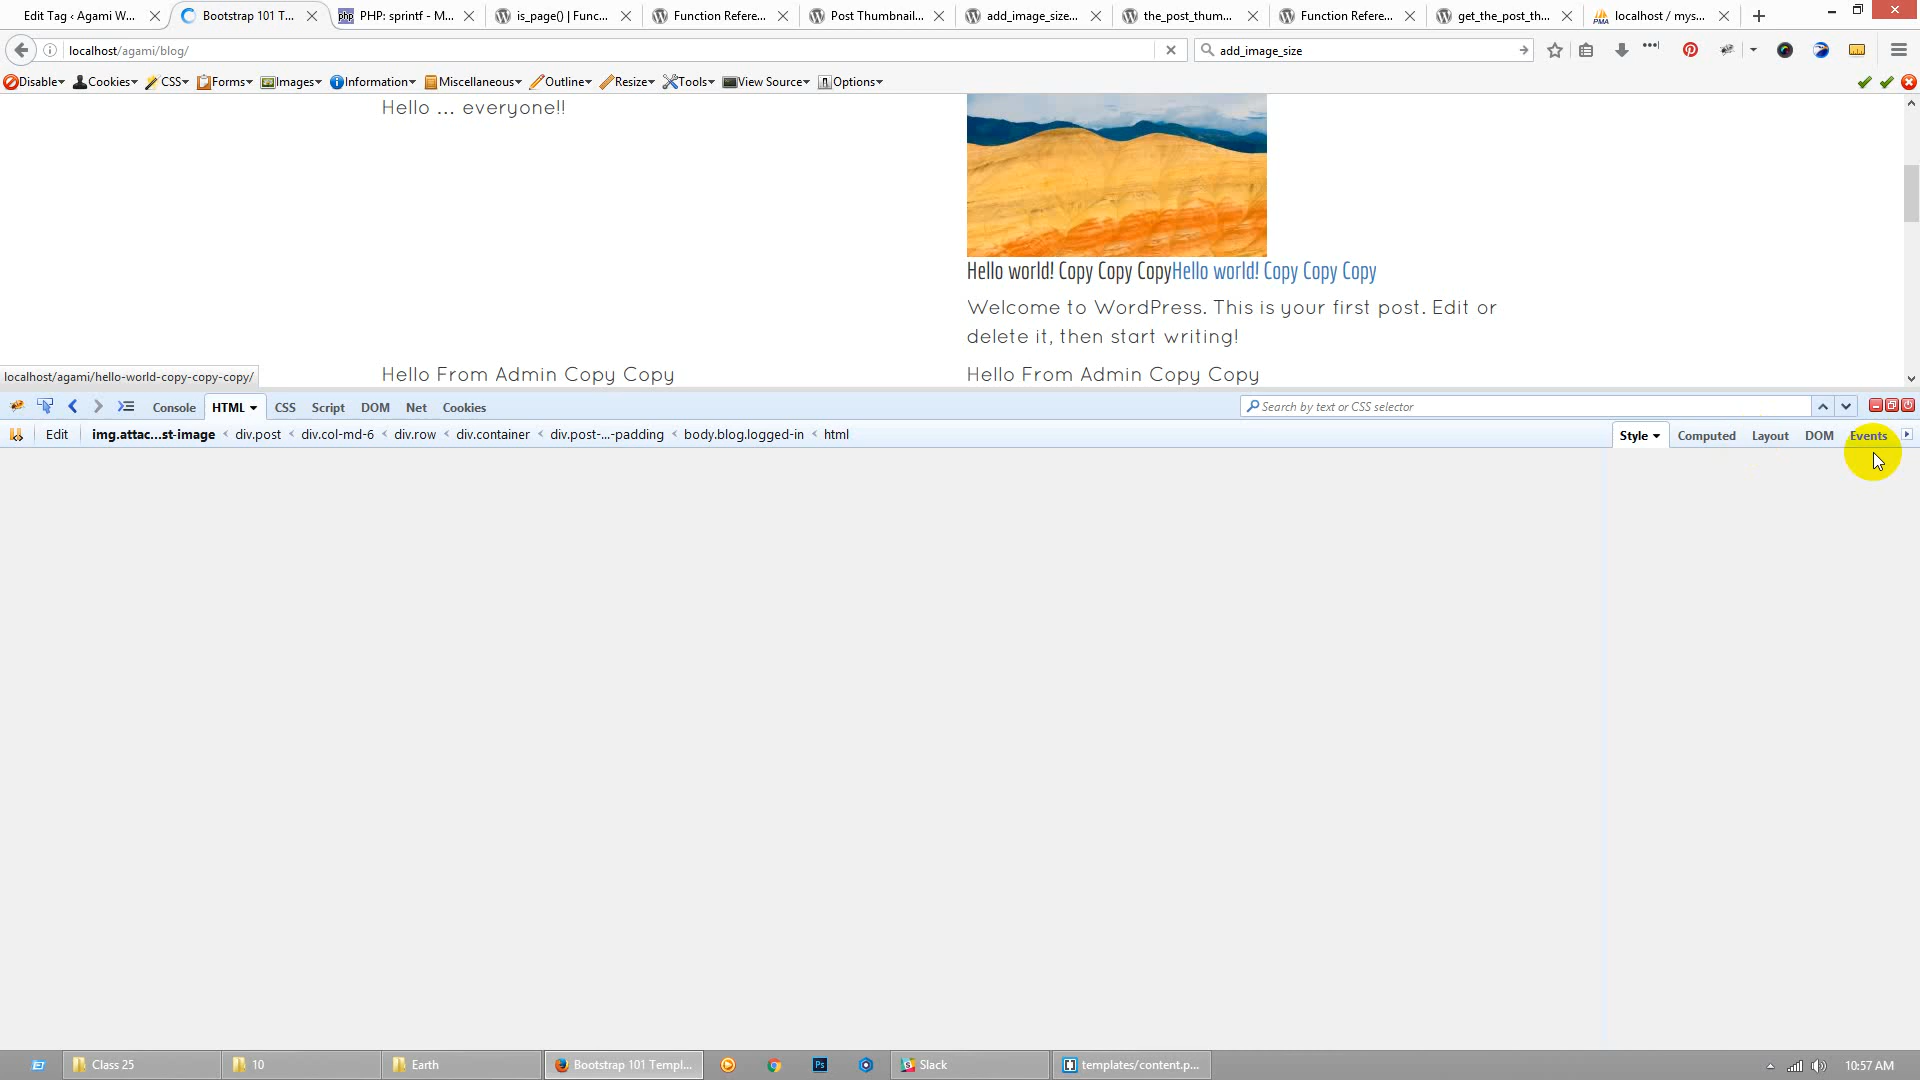 Edit Tag ‹ Agami W...
Bootstrap 101 T...
php
PHP: sprintf - M...
is_page() | Func...
Function Refere...
Post Thumbnail...
add_image_size...
the_post_thum...
Function Refere...
get_the_post_th...
PMA
localhost / mys...
localhost/agami/blog/
add_image_size
Disable
Cookies
CSS
Forms
Images
Information
Miscellaneous
Outline
Resize
Tools
View Source
Options
Hello … everyone!!
Hello world! Copy Copy CopyHello world! Copy Copy Copy
Welcome to WordPress. This is your first post. Edit or
delete it, then start writing!
localhost/agami/hello-world-copy-copy-copy/
Hello From Admin Copy Copy
Hello From Admin Copy Copy
Console
HTML
CSS
Script
DOM
Net
Cookies
Search by text or CSS selector
Edit
img.attac...st-image < div.post < div.col-md-6 < div.row < div.container < div.post-...-padding < body.blog.logged-in < html
Style
Computed
Layout
DOM
Events
Class 25
10
Earth
Bootstrap 101 Templ...
Ps
Slack
templates/content.p...
10:57 AM